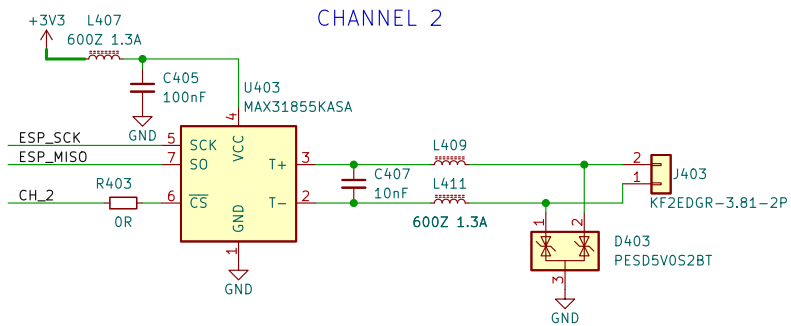 CHANNEL 2
+3V3
L407
600Z 1.3A
C405
100nF
GND
U403
MAX31855KASA
4
ESP_SCK
5
SCK
VCC
ESP_MISO
7
SO
T+
3
CH_2
R403
0R
6
CS
T-
2
GND
1
GND
C407
10nF
L409
L411
600Z 1.3A
2
1
J403
KF2EDGR-3.81-2P
1
2
D403
PESD5V0S2BT
3
GND